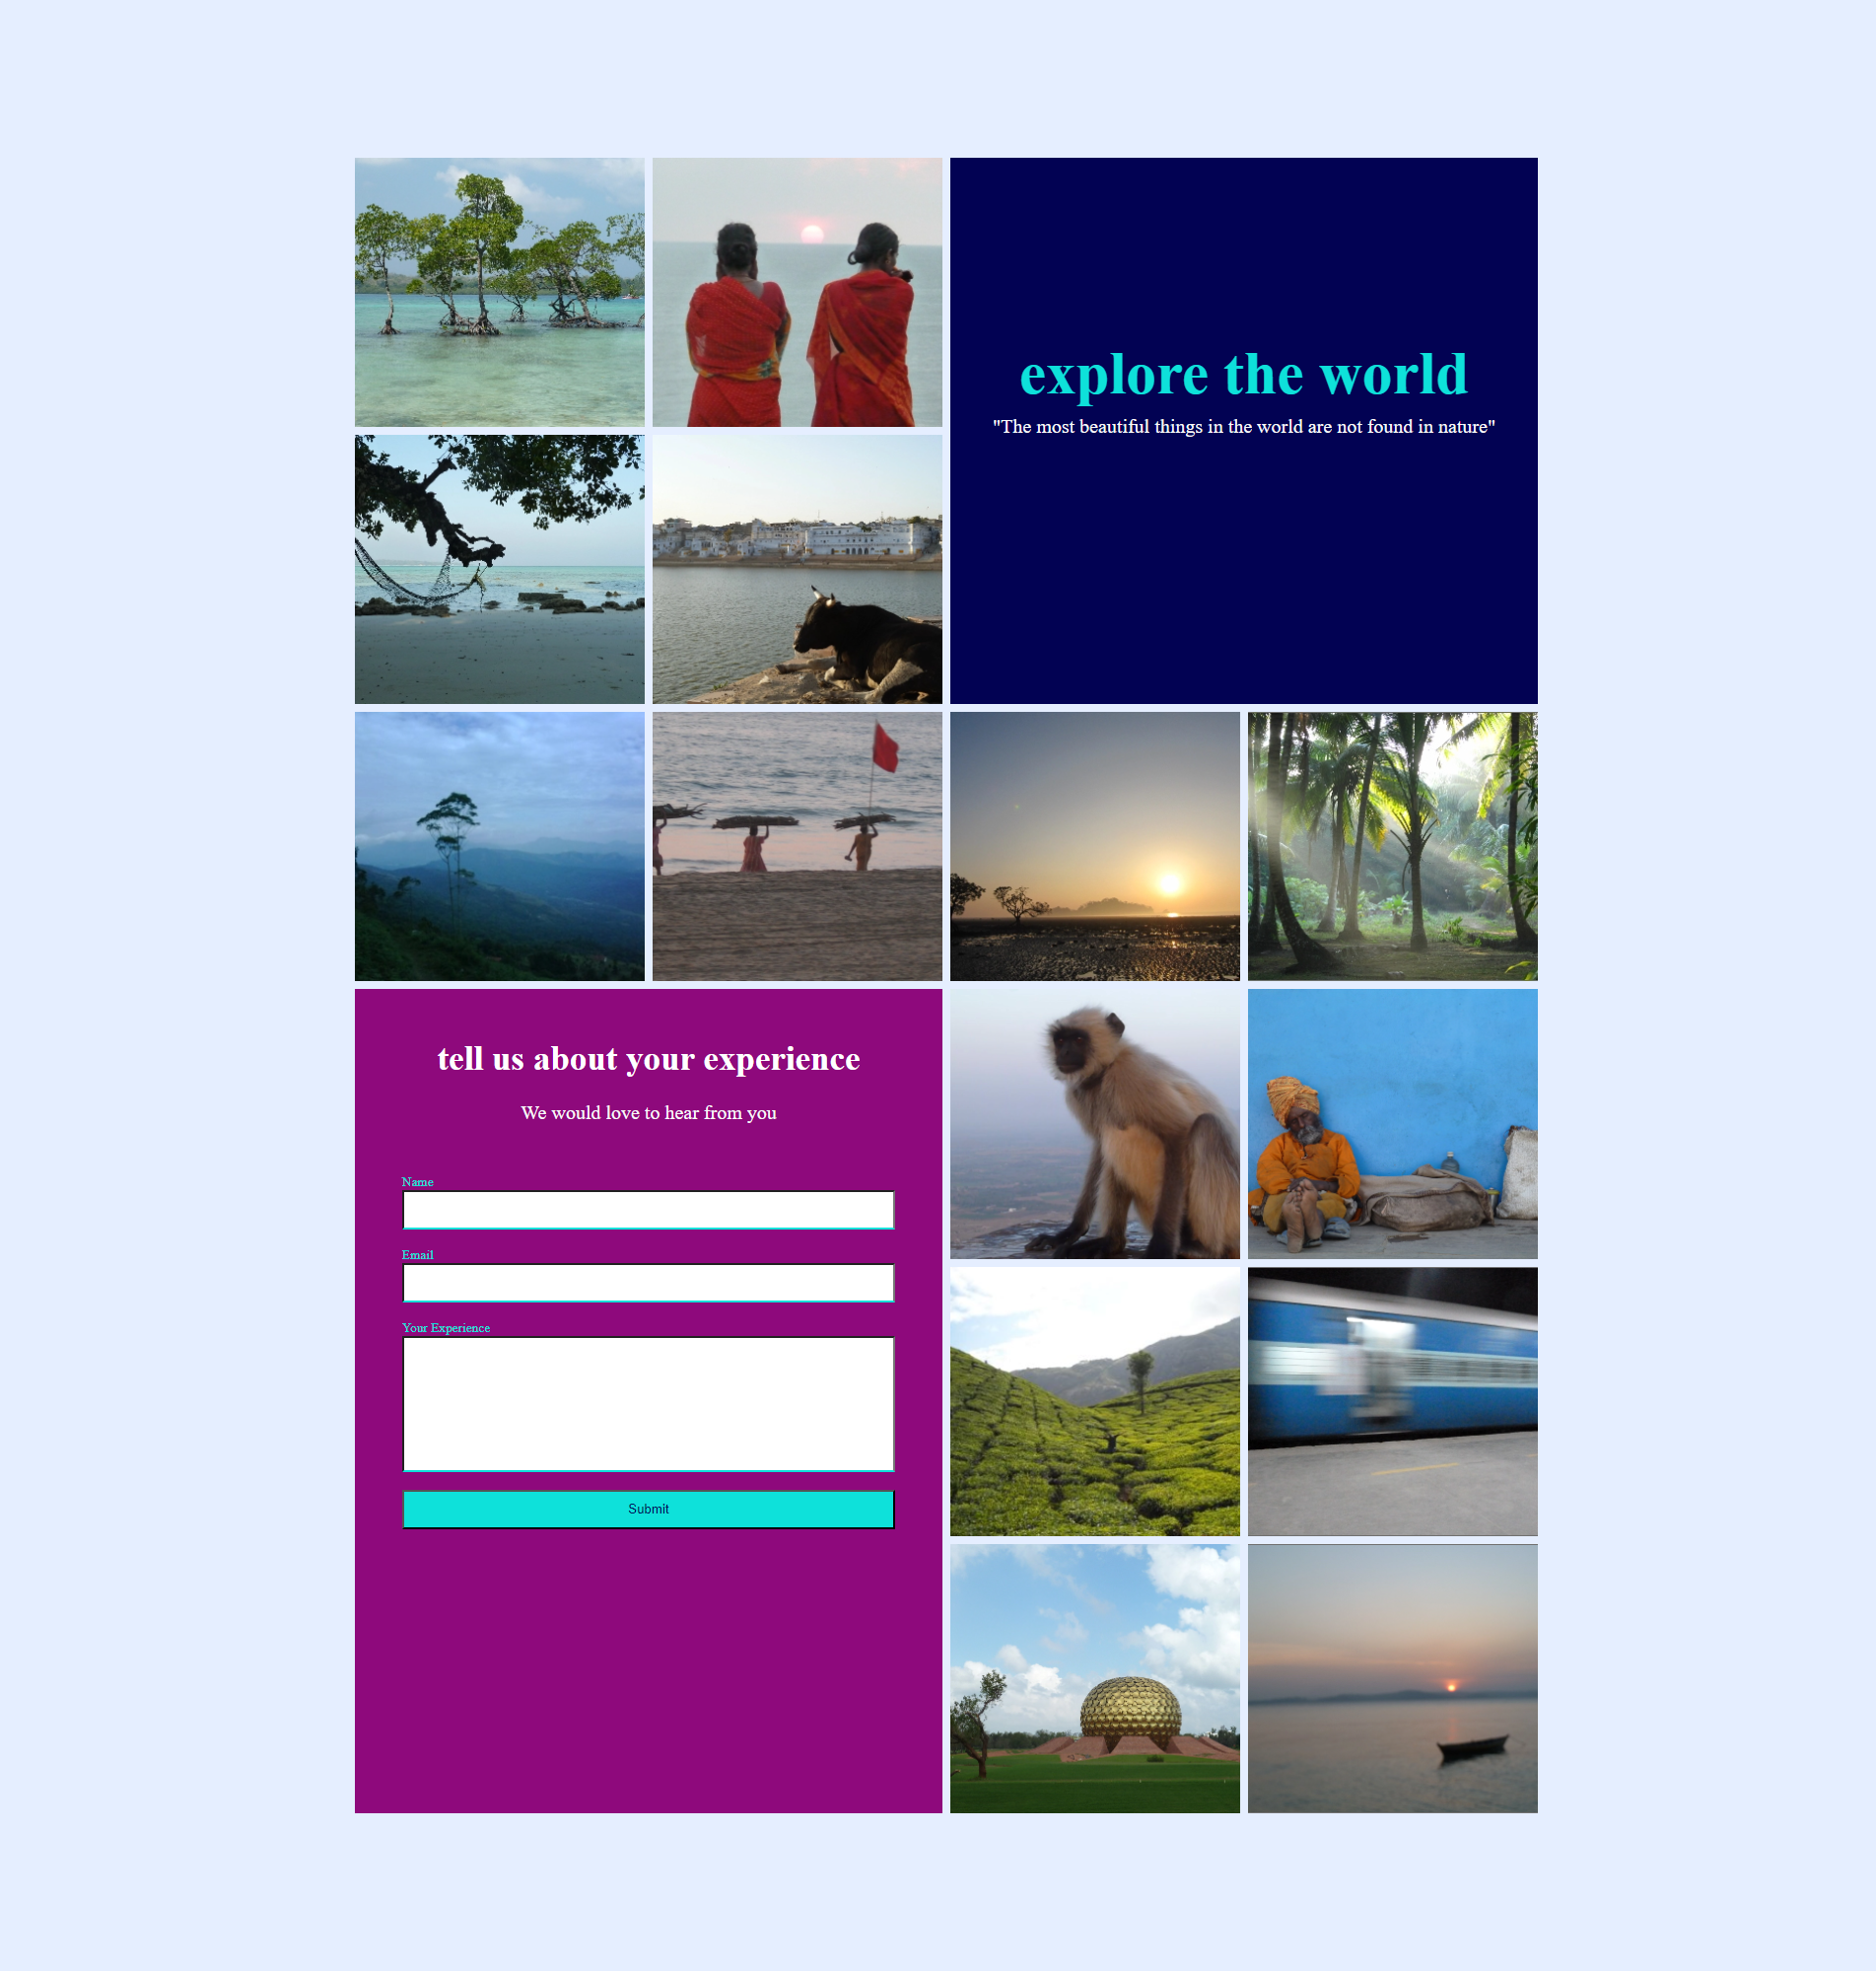 explore the world
"The most beautiful things in the world are not found in nature"
tell us about your experience
We would love to hear from you
Name
Email
Your Experience
Submit